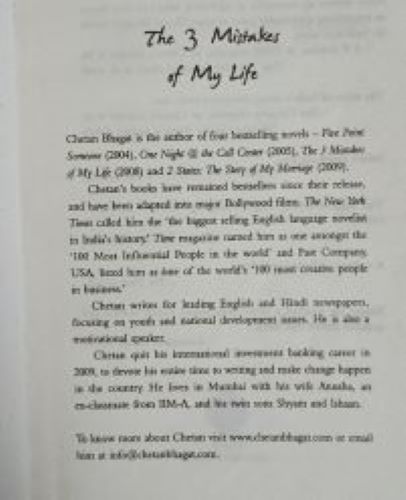 The 3 Mistakes
of My Life
Chetan Bhagat is the author of four bestselling novels – Five Point
Someone (2004), One Night @ the Call Center (2005), The 3 Mistakes
of My Life (2008) and 2 States: The Story of My Marriage (2009).
Chetan's books have remained bestsellers since their release,
and have been adapted into major Bollywood films. The New York
Times called him the 'the biggest selling English language novelist
in India's history.' Time magazine named him as one amongst the
'100 Most Influential People in the world' and Fast Company,
USA, listed him as one of the world's '100 most creative people
in business.'
Chetan writes for leading English and Hindi newspapers,
focusing on youth and national development issues. He is also a
motivational speaker.
Chetan quit his international investment banking career in
2009, to devote his entire time to writing and make change happen
in the country. He lives in Mumbai with his wife Anusha, an
ex-classmate from IIM-A, and his twin sons Shyam and Ishaan.
To know more about Chetan visit www.chetanbhagat.com or email
him at info@chetanbhagat.com.